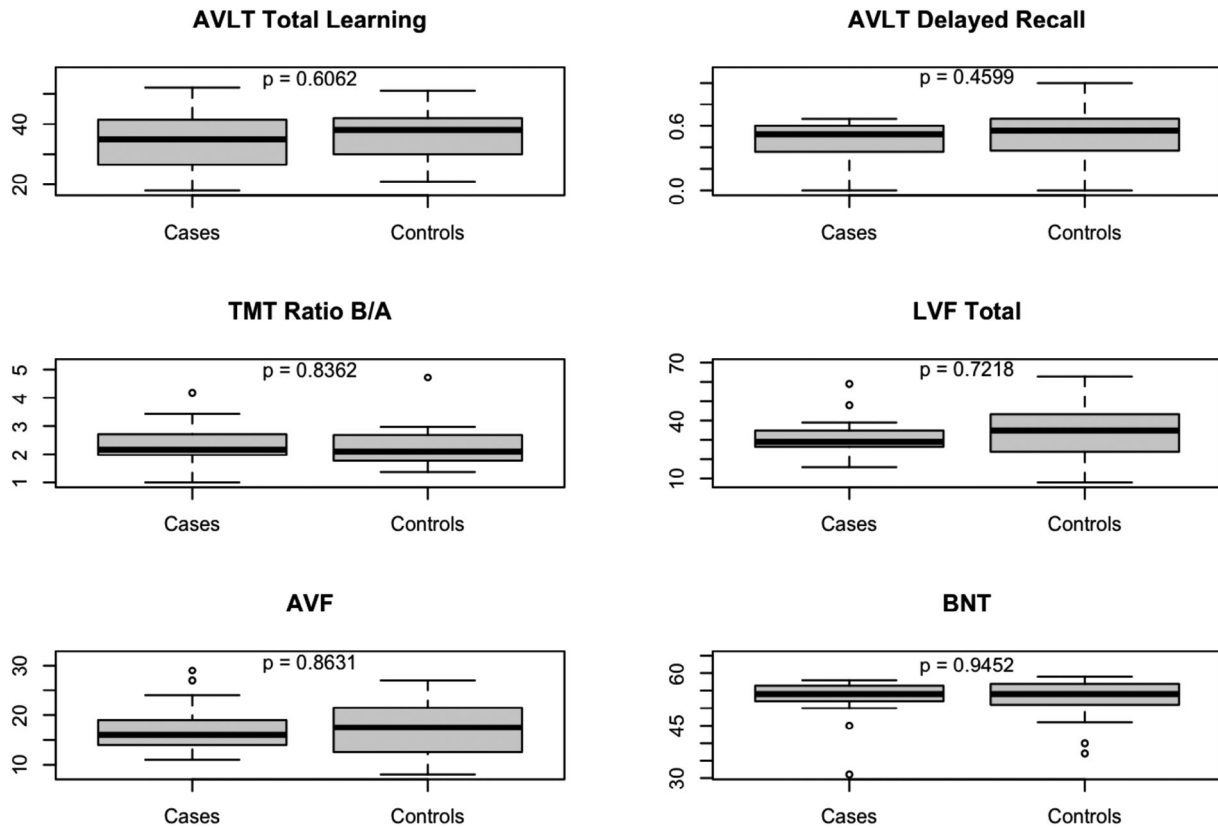 AVLT Total Learning
p = 0.6062
40
20
Cases Controls
AVLT Delayed Recall
p = 0.4599
0.6
0.0
Cases Controls
TMT Ratio B/A
p = 0.8362
5
4
3
2
1
Cases Controls
LVF Total
p = 0.7218
70
40
10
Cases Controls
AVF
p = 0.8631
30
20
10
Cases Controls
BNT
p = 0.9452
60
45
30
Cases Controls